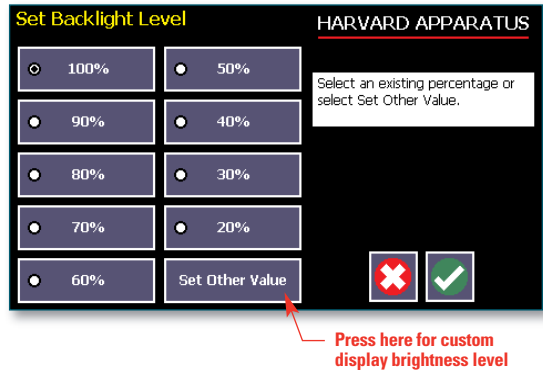 Set Backlight Level
HARVARD APPARATUS
100%
50%
Select an existing percentage or
select Set Other Value.
90%
40%
80%
30%
70%
20%
60%
Set Other Value
Press here for custom
display brightness level